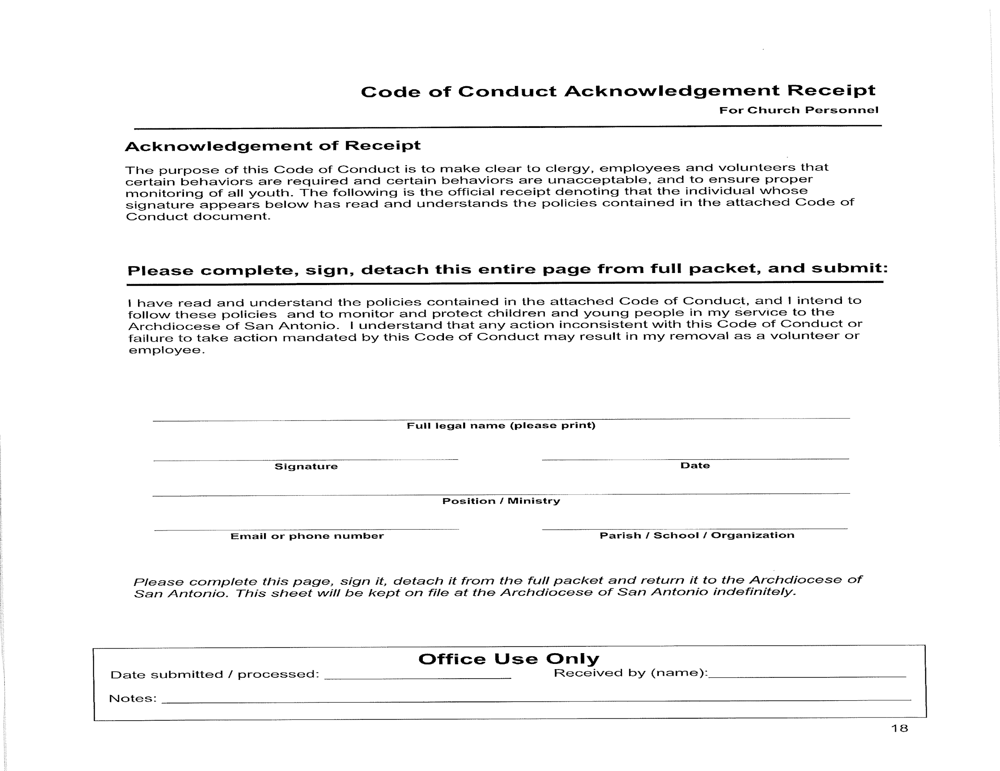 Code of Conduct Acknowledgement Receipt
For Church Personnel
Acknowledgement of Receipt
The purpose of this Code of Conduct is to make clear to clergy, employees and volunteers that
certain behaviors are required and certain behaviors are unacceptable, and to ensure proper
monitoring of all youth. The following is the official receipt denoting that the individual whose
signature appears below has read and understands the policies contained in the attached Code of
Conduct document.
Please complete, sign, detach this entire page from full packet, and submit:
I have read and understand the policies contained in the attached Code of Conduct, and I intend to
follow these policies and to monitor and protect children and young people in my service to the
Archdiocese of San Antonio. I understand that any action inconsistent with this Code of Conduct or
failure to take action mandated by this Code of Conduct may result in my removal as a volunteer or
employee.
Full legal name (please print)
Signature Date
Position / Ministry
Email or phone number Parish / School / Organization
Please complete this page, sign it, detach it from the full packet and return it to the Archdiocese of
San Antonio. This sheet will be kept on file at the Archdiocese of San Antonio indefinitely.
Office Use Only
Date submitted / processed: Received by (name):
Notes:
18